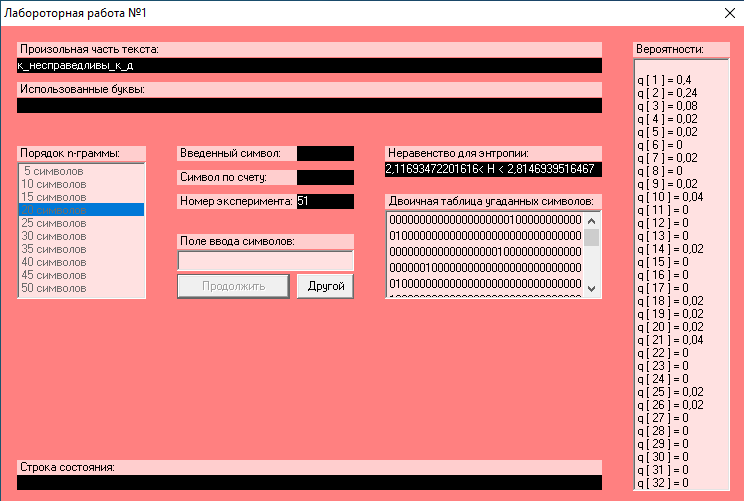 Лабороторная работа №1
Произольная часть текста:
к_несправедливы_к_д
Использованные буквы:
Порядок n-граммы:
5 символов
10 символов
15 символов
20 символов
25 символов
30 символов
35 символов
40 символов
45 символов
50 символов
Введенный символ:
Символ по счету:
Номер эксперимента: 51
Поле ввода символов:
Продолжить
Другой
Неравенство для энтропии:
2,11693472201616< H < 2,8146939516467
Двоичная таблица угаданных символов:
00000000000000000000100000000000
01000000000000000000000000000000
00000000000000000010000000000000
00000010000000000000000000000000
01000000000000000000000000000000
Строка состояния:
Вероятности:
q [ 1 ] = 0,4
q [ 2 ] = 0,24
q [ 3 ] = 0,08
q [ 4 ] = 0,02
q [ 5 ] = 0,02
q [ 6 ] = 0
q [ 7 ] = 0,02
q [ 8 ] = 0
q [ 9 ] = 0,02
q [ 10 ] = 0,04
q [ 11 ] = 0
q [ 12 ] = 0
q [ 13 ] = 0
q [ 14 ] = 0,02
q [ 15 ] = 0
q [ 16 ] = 0
q [ 17 ] = 0
q [ 18 ] = 0,02
q [ 19 ] = 0,02
q [ 20 ] = 0,02
q [ 21 ] = 0,04
q [ 22 ] = 0
q [ 23 ] = 0
q [ 24 ] = 0
q [ 25 ] = 0,02
q [ 26 ] = 0,02
q [ 27 ] = 0
q [ 28 ] = 0
q [ 29 ] = 0
q [ 30 ] = 0
q [ 31 ] = 0
q [ 32 ] = 0